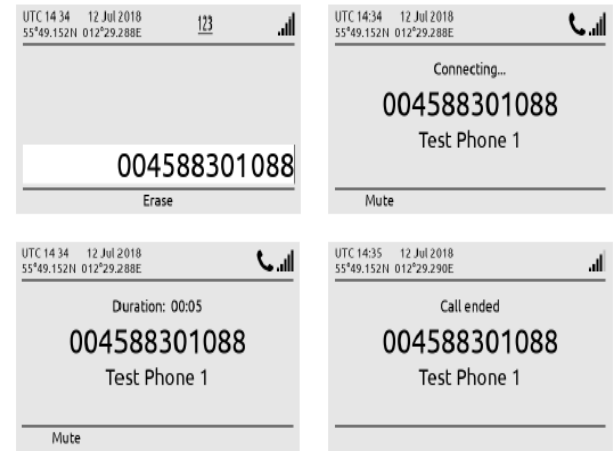 UTC 14 34 12 Jul 2018
55°49.152N 012°29.288E
123
004588301088
Erase
UTC 14:34 12 Jul 2018
55°49.152N 012°29.288E
Connecting...
004588301088
Test Phone 1
Mute
UTC 14 34 12 Jul 2018
55°49.152N 012°29.288E
Duration: 00:05
004588301088
Test Phone 1
Mute
UTC 14:35 12 Jul 2018
55°49.152N 012°29.290E
Call ended
004588301088
Test Phone 1